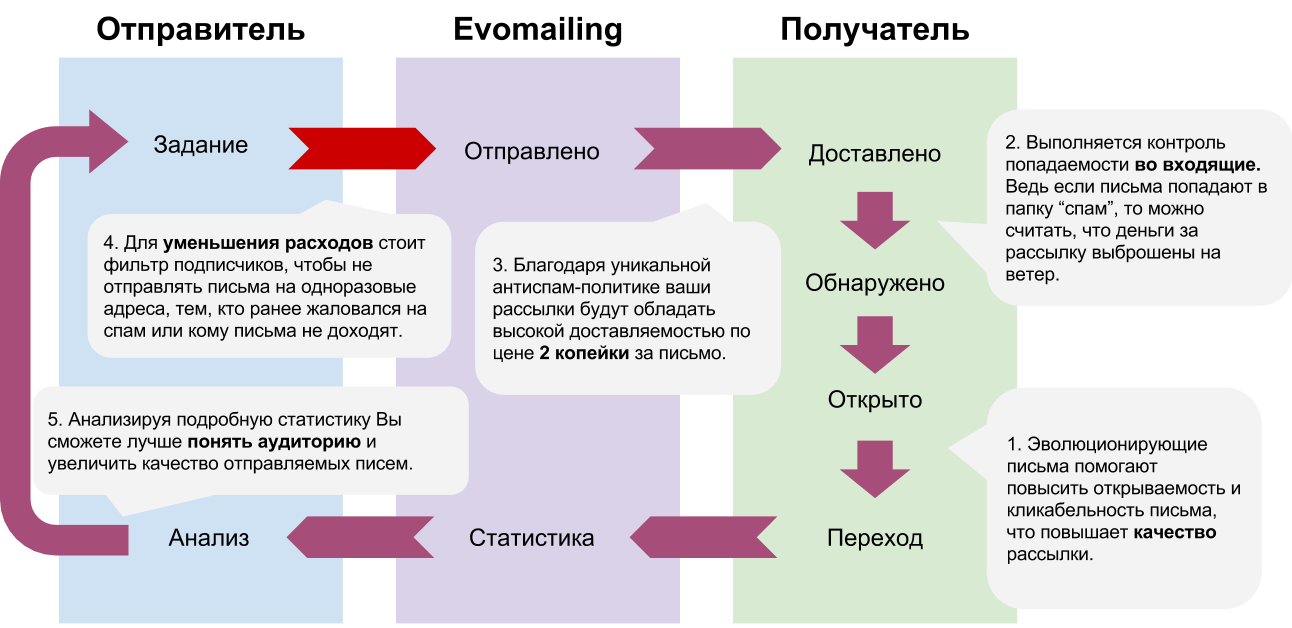 Отправитель
Evomailing
Получатель
Задание
Отправлено
Доставлено
2. Выполняется контроль
попадаемости во входящие.
Ведь если письма попадают в
папку “спам”, то можно
считать, что деньги за
рассылку выброшены на
ветер.
4. Для уменьшения расходов стоит
фильтр подписчиков, чтобы не
отправлять письма на одноразовые
адреса, тем, кто ранее жаловался на
спам или кому письма не доходят.
3. Благодаря уникальной
антиспам-политике ваши
рассылки будут обладать
высокой доставляемостью по
цене 2 копейки за письмо.
Обнаружено
Открыто
5. Анализируя подробную статистику Вы
сможете лучше понять аудиторию и
увеличить качество отправляемых писем.
1. Эволюционирующие
письма помогают
повысить открываемость и
кликабельность письма,
что повышает качество
рассылки.
Анализ
Статистика
Переход